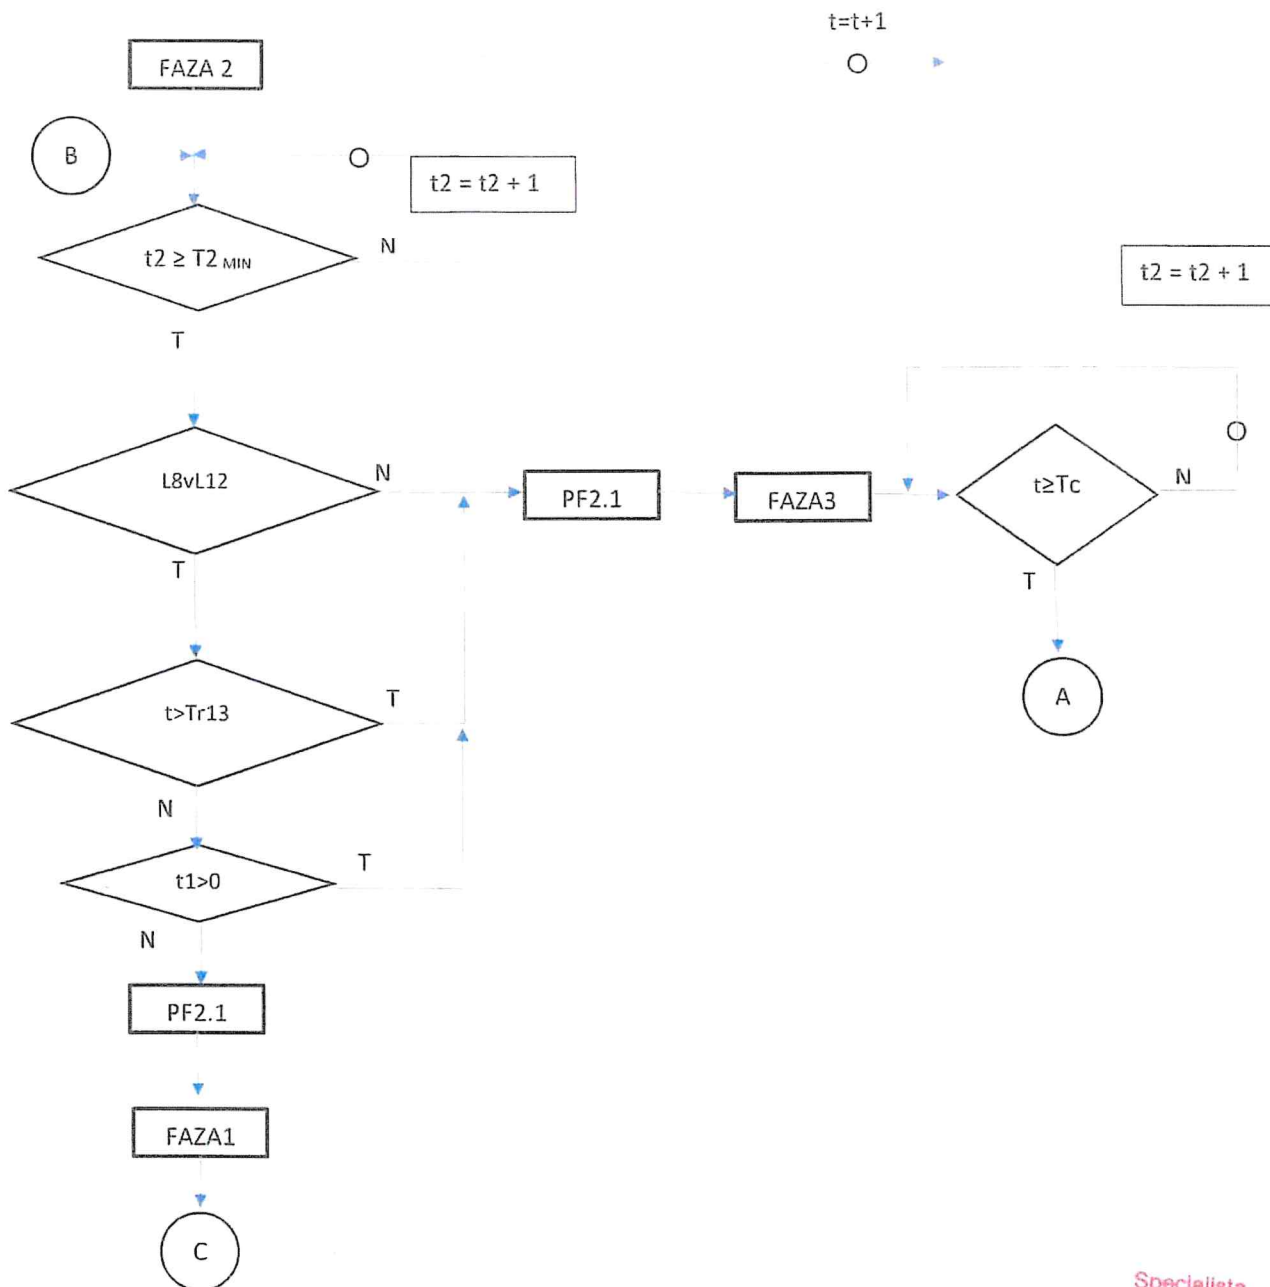 t=t+1
FAZA 2
B
t2 = t2 + 1
t2 ≥ T2 MIN
N
t2 = t2 + 1
T
L8vL12
N
PF2.1
FAZA3
t≥Tc
N
T
T
A
t>Tr13
T
N
t1>0
T
N
PF2.1
FAZA1
C
Specjalista